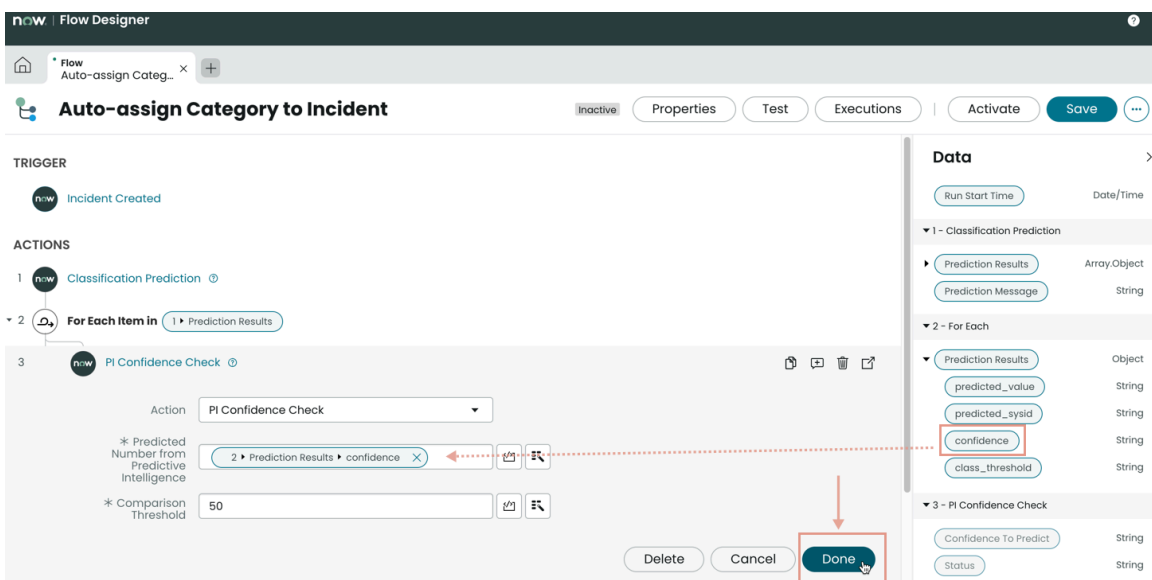 now. | Flow Designer
Flow
Auto-assign Categ...
Auto-assign Category to Incident
Inactive
Properties
Test
Executions
Activate
Save
TRIGGER
now Incident Created
ACTIONS
1 now Classification Prediction
2 For Each Item in 1 ▸ Prediction Results
3 now PI Confidence Check
Action PI Confidence Check
* Predicted
Number from
Predictive
Intelligence
2 ▸ Prediction Results ▸ confidence
* Comparison
Threshold
50
Delete
Cancel
Done
Data
Run Start Time Date/Time
1 - Classification Prediction
Prediction Results Array.Object
Prediction Message String
2 - For Each
Prediction Results Object
predicted_value String
predicted_sysid String
confidence String
class_threshold String
3 - PI Confidence Check
Confidence To Predict String
Status String